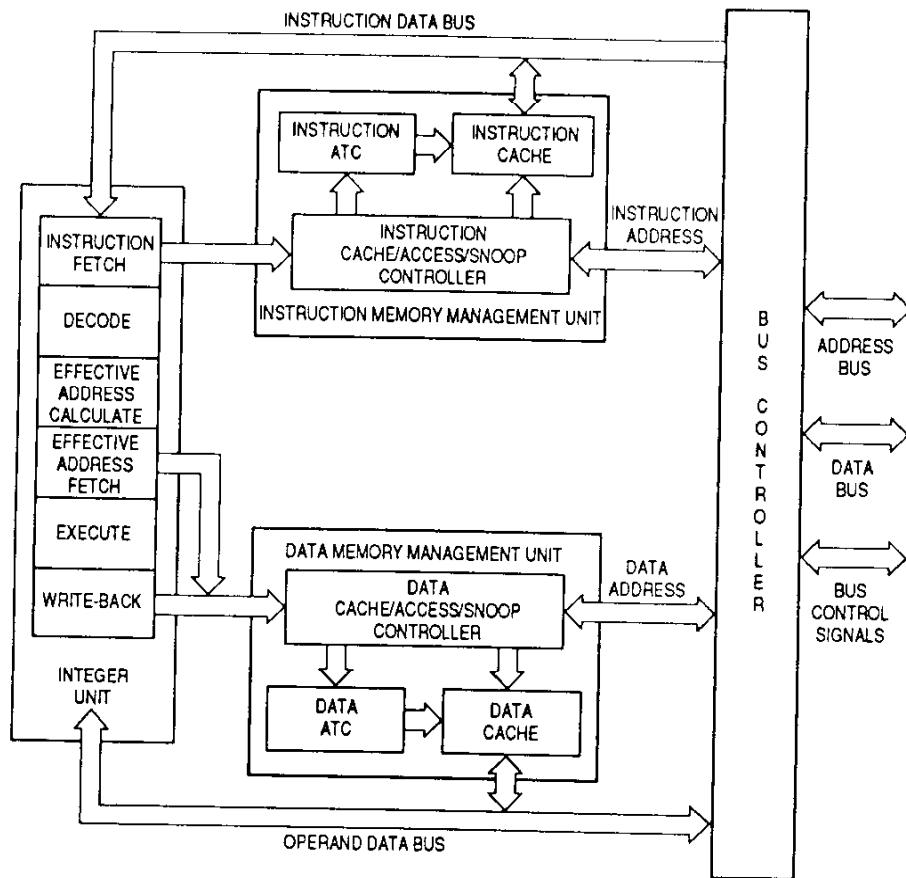 INSTRUCTION DATA BUS
INSTRUCTION
ATC
INSTRUCTION
CACHE
INSTRUCTION
CACHE/ACCESS/SNOOP
CONTROLLER
INSTRUCTION MEMORY MANAGEMENT UNIT
INSTRUCTION
ADDRESS
INSTRUCTION
FETCH
DECODE
EFFECTIVE
ADDRESS
CALCULATE
EFFECTIVE
ADDRESS
FETCH
EXECUTE
WRITE-BACK
INTEGER
UNIT
DATA MEMORY MANAGEMENT UNIT
DATA
CACHE/ACCESS/SNOOP
CONTROLLER
DATA
ATC
DATA
CACHE
DATA
ADDRESS
OPERAND DATA BUS
BUS CONTROLLER
ADDRESS
BUS
DATA
BUS
BUS
CONTROL
SIGNALS